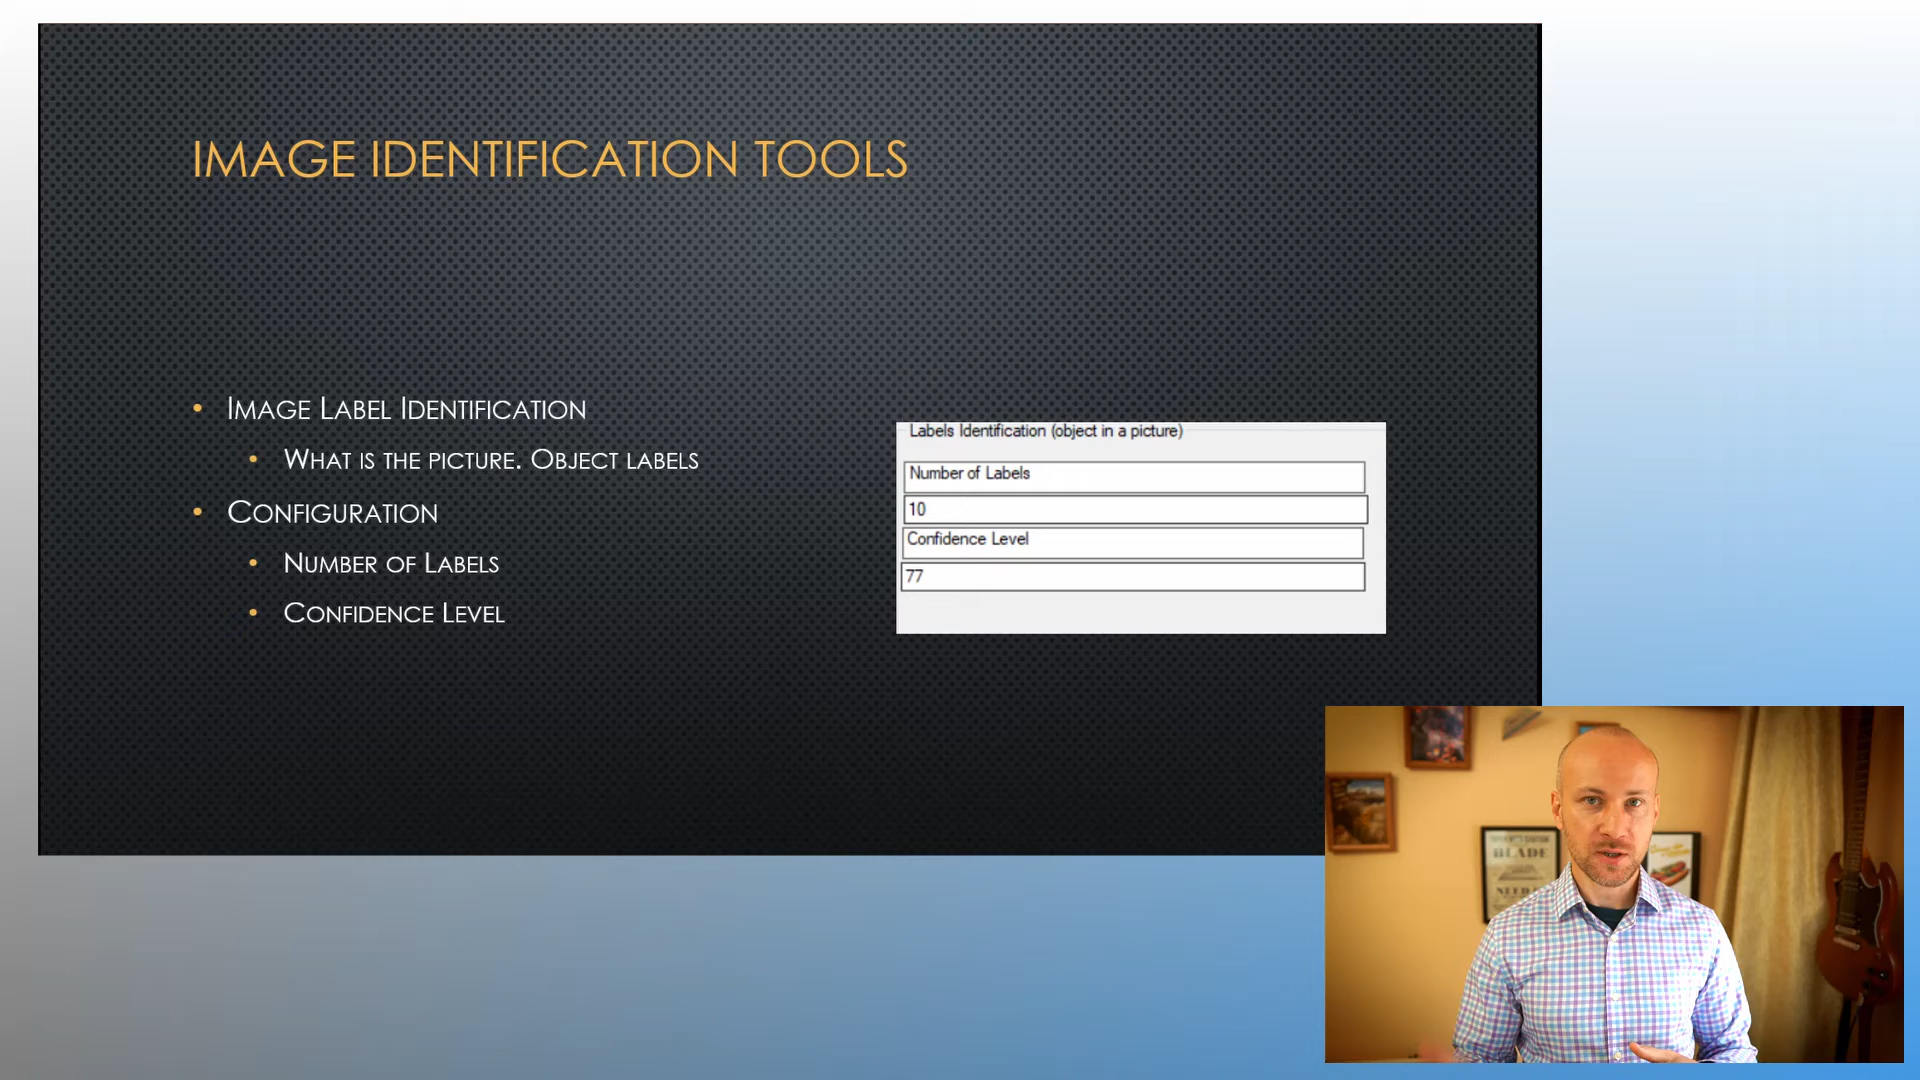 IMAGE IDENTIFICATION TOOLS
• IMAGE LABEL IDENTIFICATION
• WHAT IS THE PICTURE. OBJECT LABELS
• CONFIGURATION
• NUMBER OF LABELS
• CONFIDENCE LEVEL
Labels Identification (object in a picture)
Number of Labels
10
Confidence Level
77
BLADE